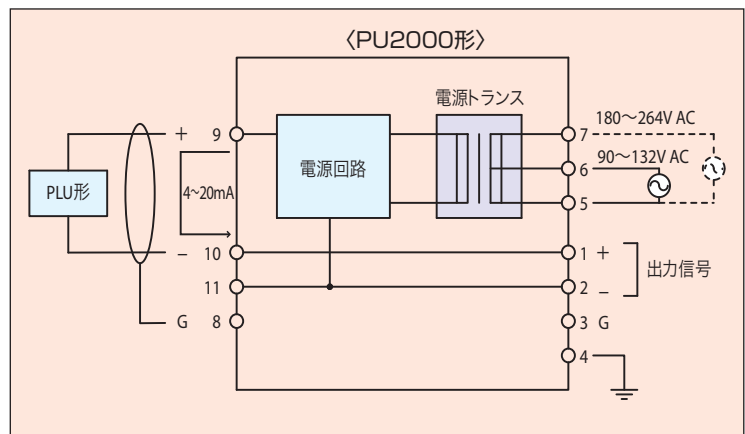 〈PU2000形〉
電源トランス
電源回路
PLU形
4~20mA
+ 9
− 10
11
G 8
7 180〜264V AC
6 90〜132V AC
5
1 +
2 −
出力信号
3 G
4